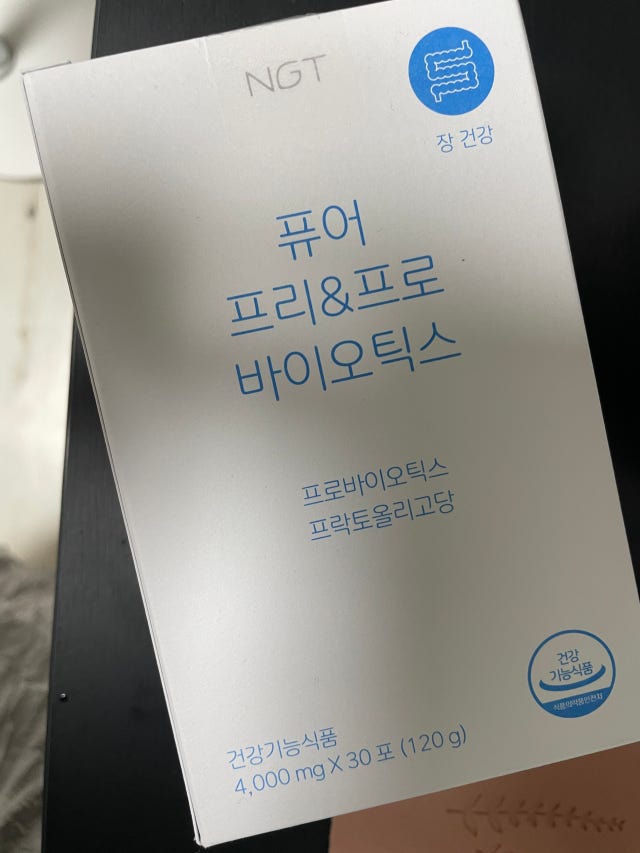 NGT
장 건강
퓨어
프리&프로
바이오틱스
프로바이오틱스
프락토올리고당
건강
기능식품
식품의약품안전처
건강기능식품
4,000 mg X 30 포 (120 g)